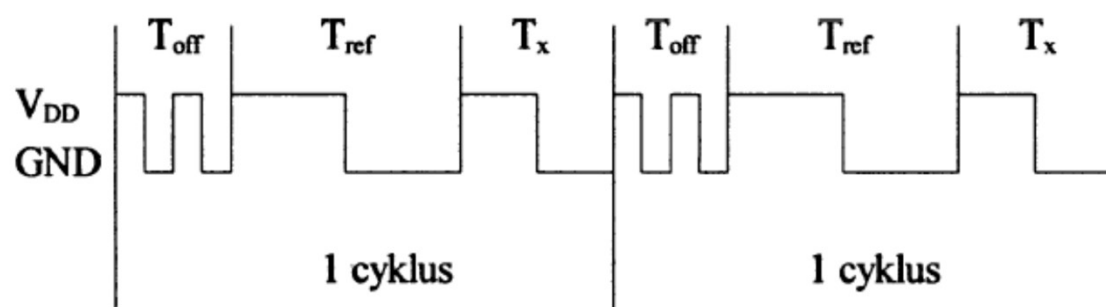 T_off T_ref T_x T_off T_ref T_x
V_DD
GND
1 cyklus 1 cyklus